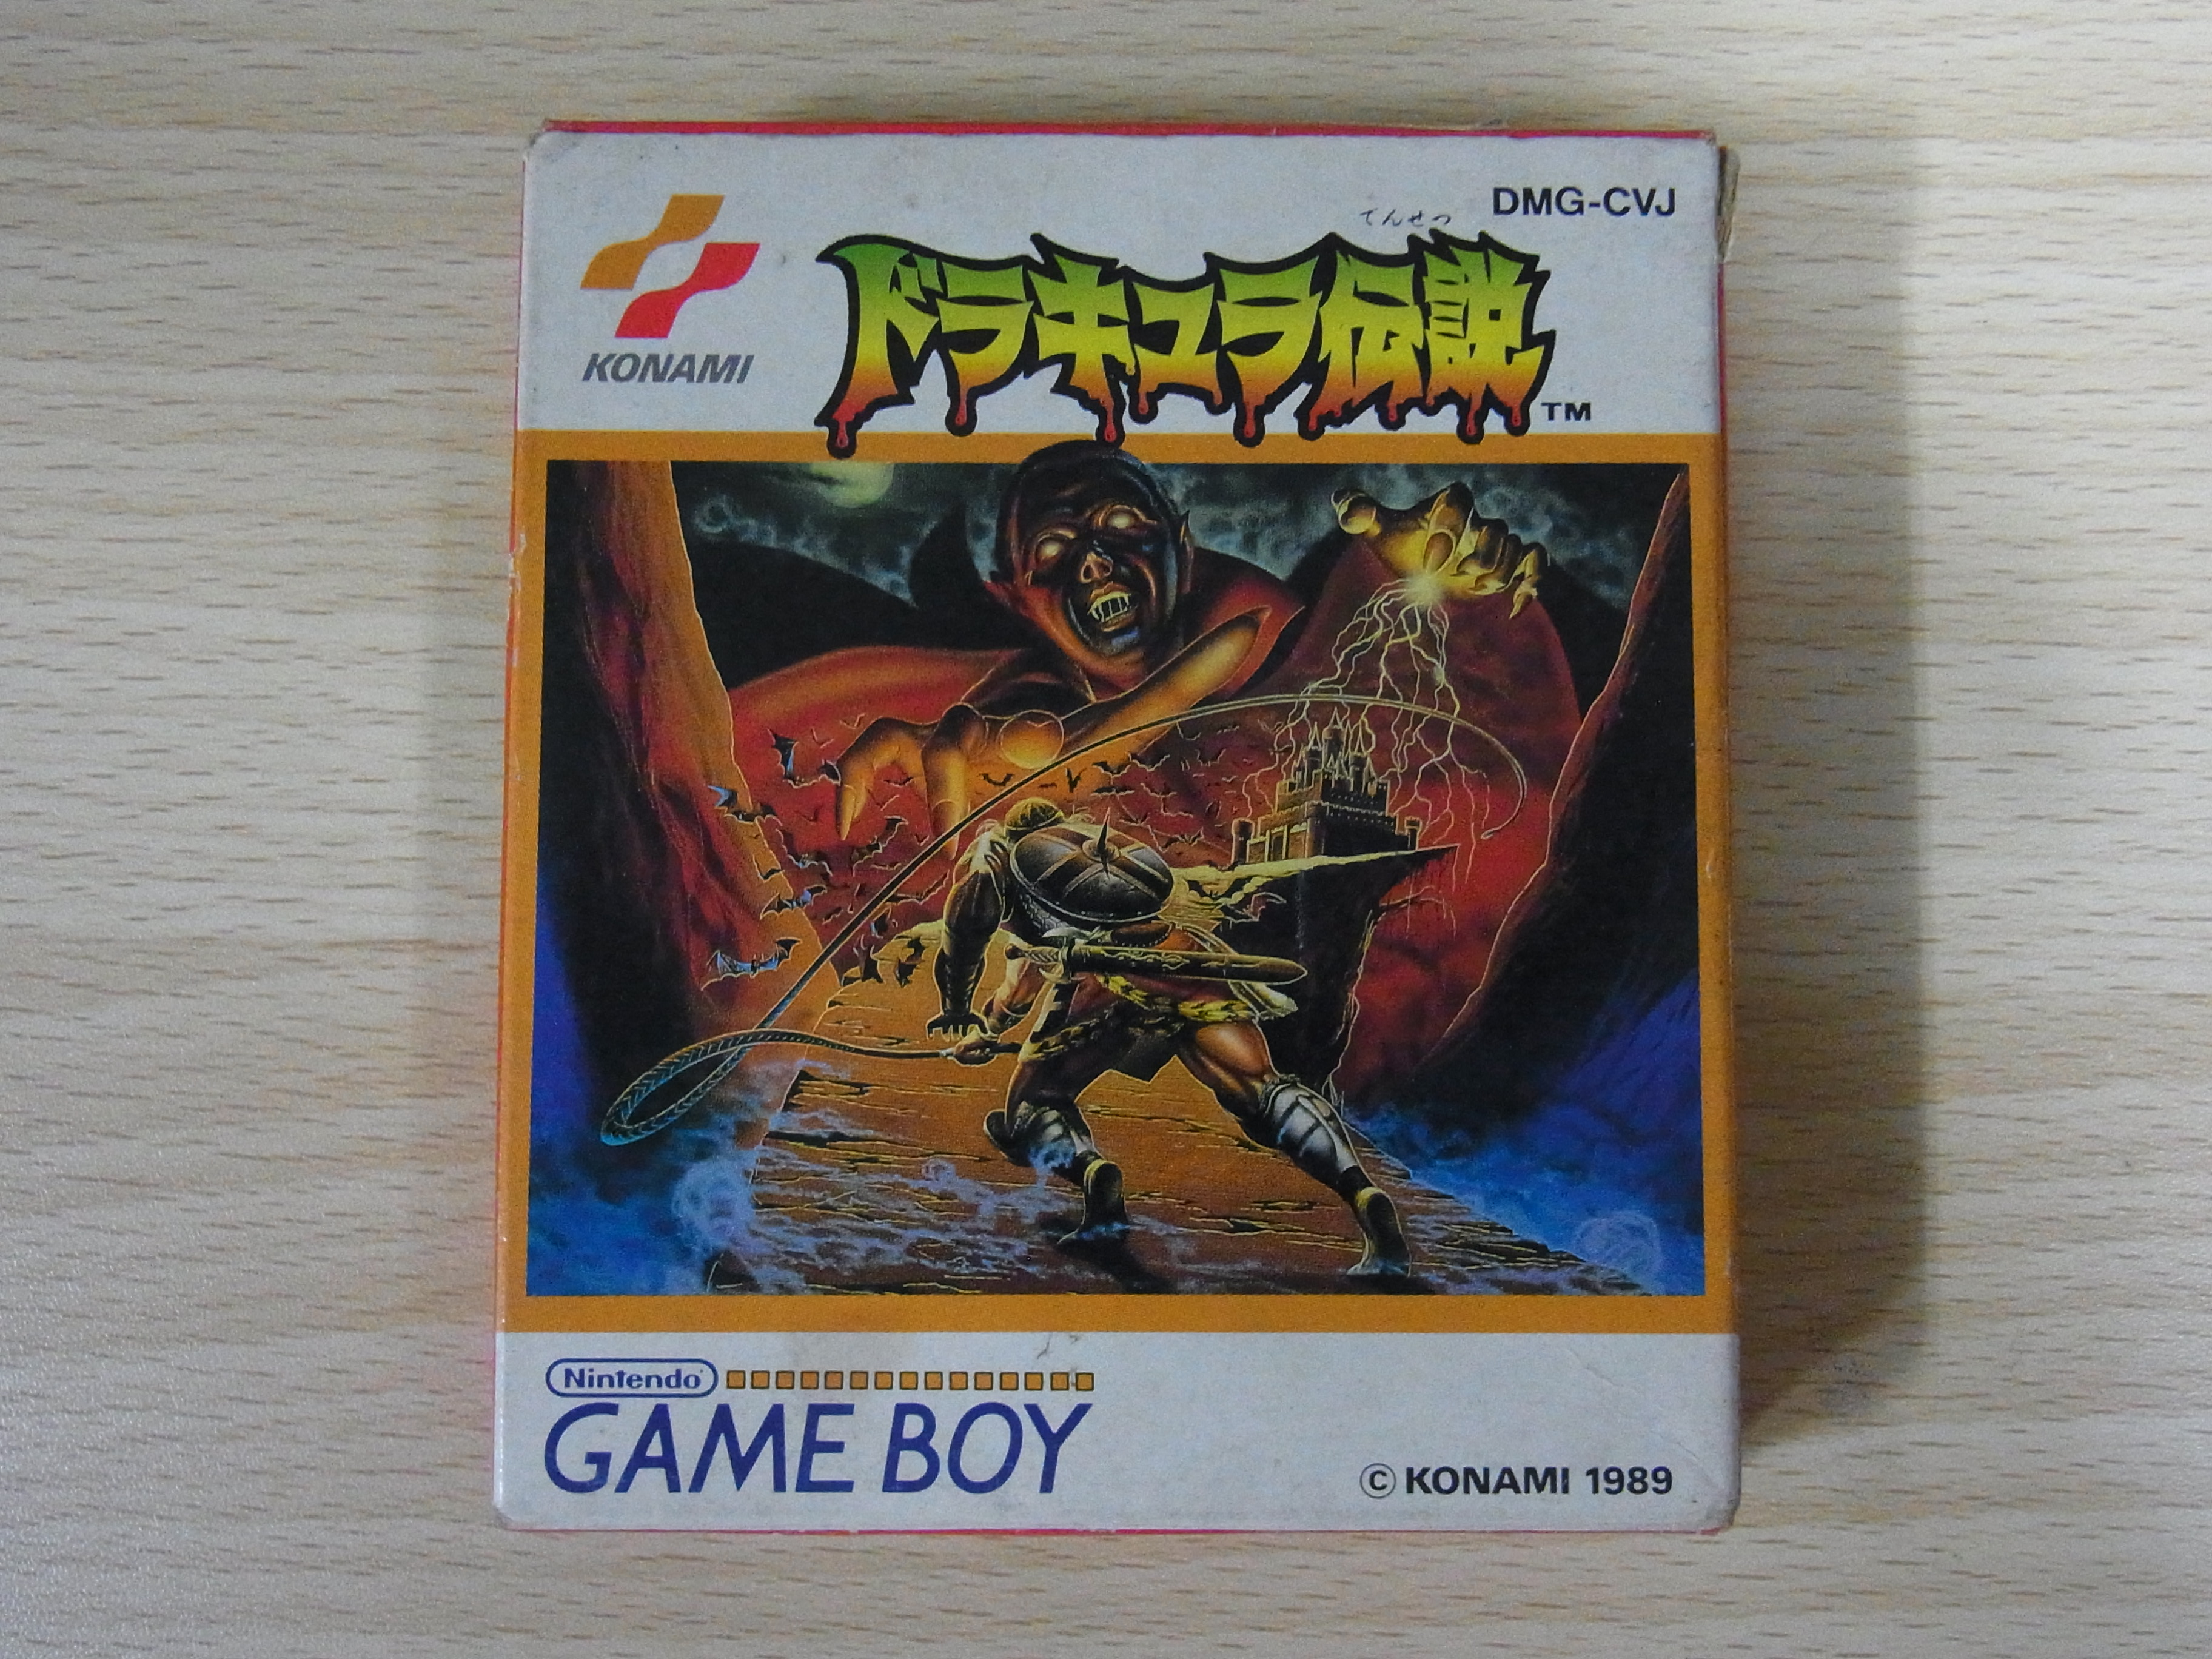 DMG-CVJ
でんせつ
ドラキュラ伝説
TM
KONAMI
Nintendo
GAME BOY
© KONAMI 1989